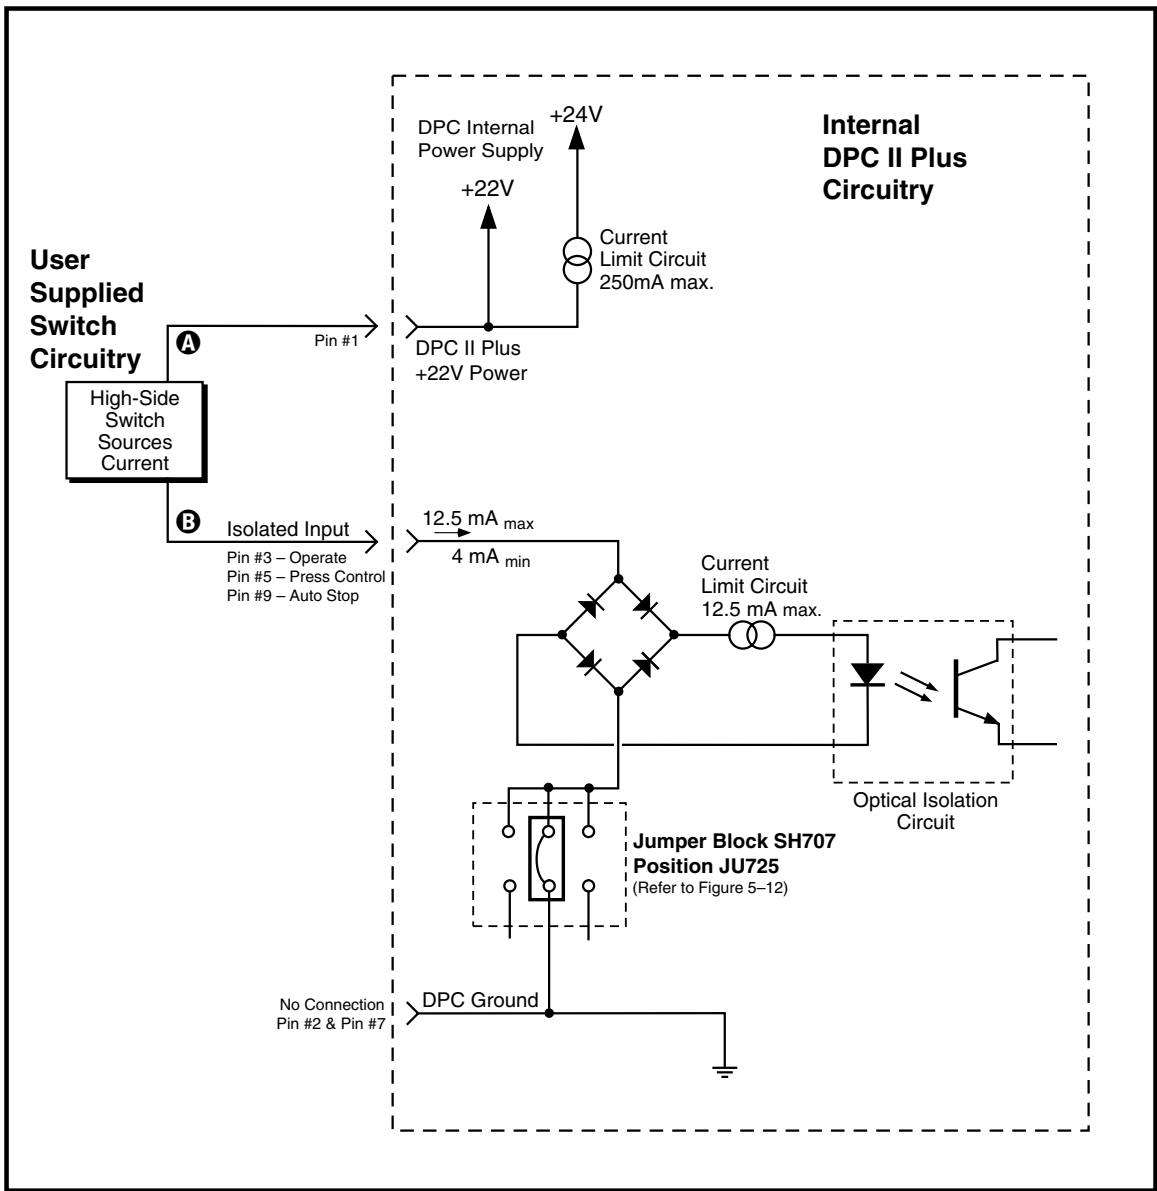 DPC Internal
Power Supply
+24V
+22V
Internal
DPC II Plus
Circuitry
Current
Limit Circuit
250mA max.
User
Supplied
Switch
Circuitry
A
Pin #1
DPC II Plus
+22V Power
High-Side
Switch
Sources
Current
B
Isolated Input
Pin #3 – Operate
Pin #5 – Press Control
Pin #9 – Auto Stop
12.5 mA max
4 mA min
Current
Limit Circuit
12.5 mA max.
Optical Isolation
Circuit
Jumper Block SH707
Position JU725
(Refer to Figure 5–12)
No Connection
Pin #2 & Pin #7
DPC Ground